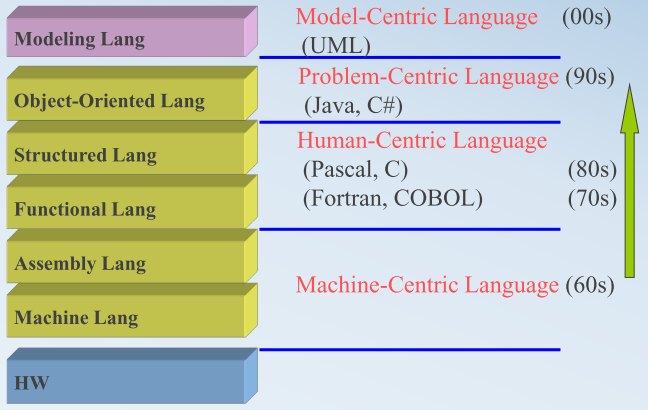 Modeling Lang
Model-Centric Language (00s)
(UML)
Object-Oriented Lang
Problem-Centric Language (90s)
(Java, C#)
Structured Lang
Human-Centric Language
(Pascal, C) (80s)
Functional Lang
(Fortran, COBOL) (70s)
Assembly Lang
Machine-Centric Language (60s)
Machine Lang
HW